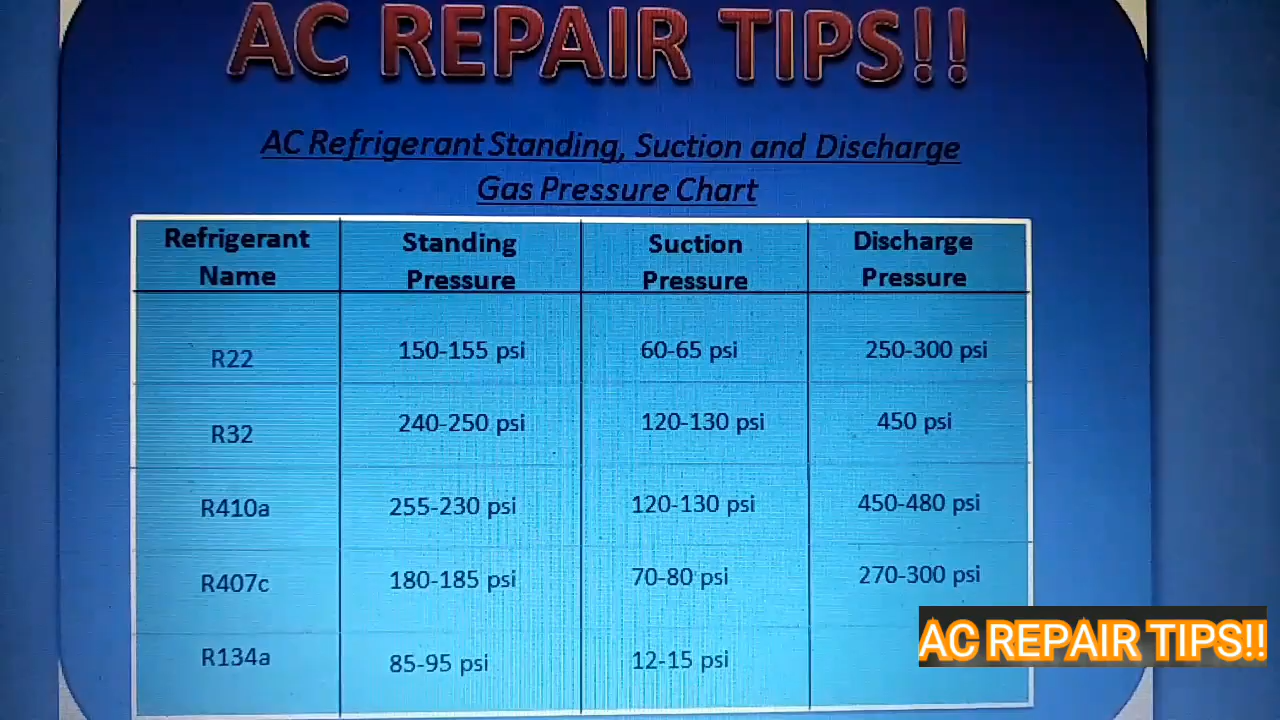 AC REPAIR TIPS!!
AC Refrigerant Standing, Suction and Discharge
Gas Pressure Chart
Refrigerant Name Standing Pressure Suction Pressure Discharge Pressure
R22 150-155 psi 60-65 psi 250-300 psi
R32 240-250 psi 120-130 psi 450 psi
R410a 255-230 psi 120-130 psi 450-480 psi
R407c 180-185 psi 70-80 psi 270-300 psi
R134a 85-95 psi 12-15 psi
AC REPAIR TIPS!!